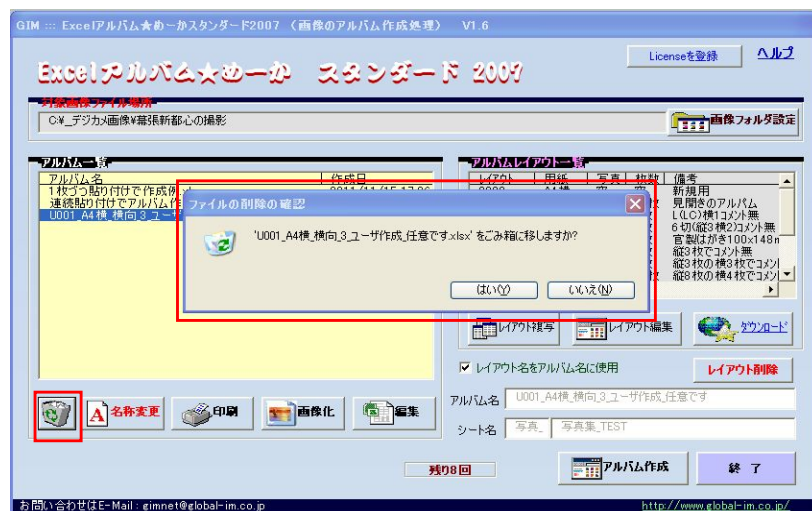 GIM ::: Excelアルバム★めーかスタンダード2007 （画像のアルバム作成処理） V1.6
Excelアルバム☆めーか スタンダード 2007
Licenseを登録
ヘルプ
対象画像ファイル場所
C:¥_デジカメ画像¥幕張新都心の撮影
画像フォルダ設定
アルバム一覧
アルバム名 作成日
1枚づつ貼り付けで作成例
連続貼り付けでアルバム作
U001_A4横_横向_3_ユーザ
アルバムレイアウト一覧
レイアウト 用紙 写真 枚数 備考
新規用
見開きのアルバム
L(LC)横1コメント無
6切(縦3横2)コメント無
官製はがき100x148m
縦3枚でコメント無
縦3枚の横3枚でコメン
縦8枚の横4枚でコメン
ファイルの削除の確認
'U001_A4横_横向_3_ユーザ作成_任意です.xlsx' をごみ箱に移しますか?
はい(Y)
いいえ(N)
レイアウト複写
レイアウト編集
ダウンロード
レイアウト名をアルバム名に使用
レイアウト削除
名称変更
印刷
画像化
編集
アルバム名 U001_A4横_横向_3_ユーザ作成_任意です
シート名 写真_ 写真集_TEST
残り8回
アルバム作成
終 了
お問い合わせはE-Mail : gimnet@global-im.co.jp
http://www.global-im.co.jp/